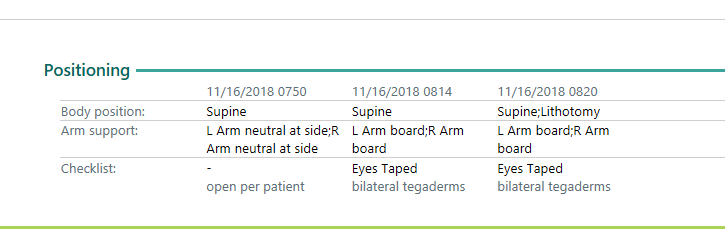 Positioning
11/16/2018 0750 11/16/2018 0814 11/16/2018 0820
Body position: Supine Supine Supine;Lithotomy
Arm support: L Arm neutral at side;R L Arm board;R Arm L Arm board;R Arm
Arm neutral at side board board
Checklist: - Eyes Taped Eyes Taped
open per patient bilateral tegaderms bilateral tegaderms